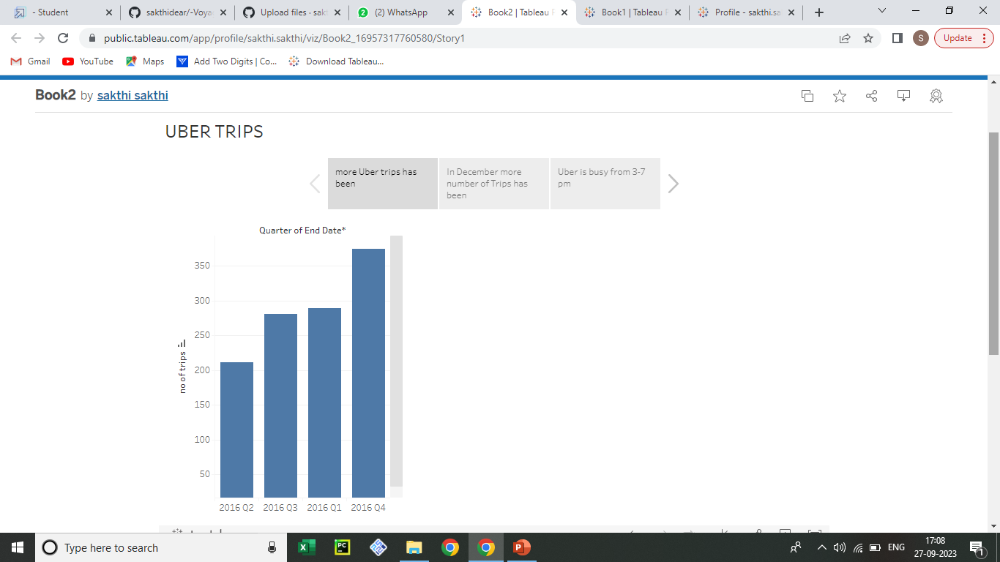 - Student
sakthidear/-Voya
Upload files · sak
2 (2) WhatsApp
Book2 | Tableau P
Book1 | Tableau P
Profile - sakthi.sa
public.tableau.com/app/profile/sakthi.sakthi/viz/Book2_16957317760580/Story1
S
Update
Gmail
YouTube
Maps
Add Two Digits | Co...
Download Tableau...
Book2 by sakthi sakthi
UBER TRIPS
more Uber trips has
been
In December more
number of Trips has
been
Uber is busy from 3-7
pm
Quarter of End Date*
350
300
250
200
150
100
50
no of trips
2016 Q2 2016 Q3 2016 Q1 2016 Q4
Type here to search
PC
P
ENG
17:08
27-09-2023
1